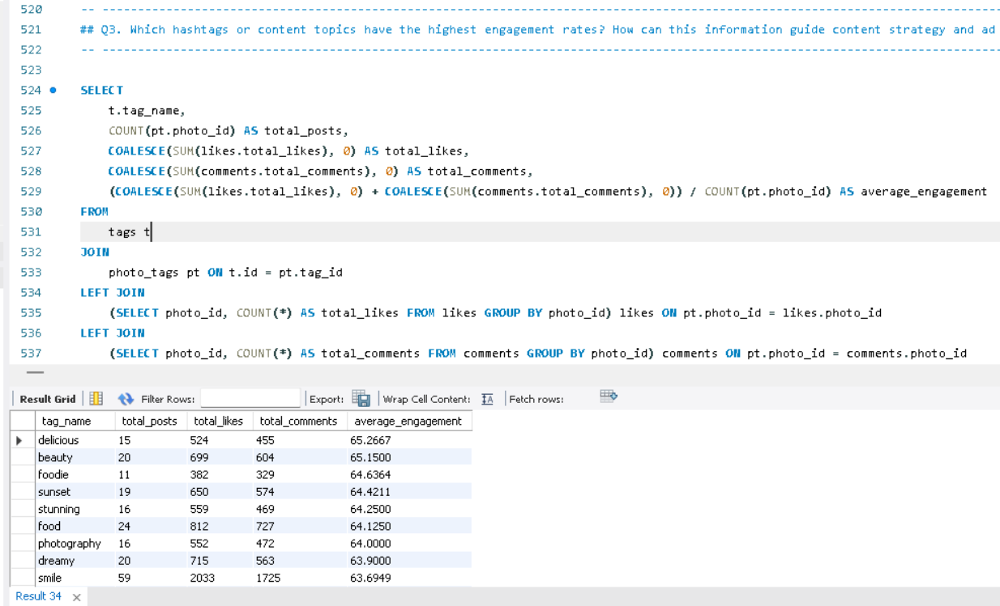 520 -- --------------------------------------------------------------------------------------------------------------------------------
521 ## Q3. Which hashtags or content topics have the highest engagement rates? How can this information guide content strategy and ad
522 -- --------------------------------------------------------------------------------------------------------------------------------
523
524 SELECT
525 t.tag_name,
526 COUNT(pt.photo_id) AS total_posts,
527 COALESCE(SUM(likes.total_likes), 0) AS total_likes,
528 COALESCE(SUM(comments.total_comments), 0) AS total_comments,
529 (COALESCE(SUM(likes.total_likes), 0) + COALESCE(SUM(comments.total_comments), 0)) / COUNT(pt.photo_id) AS average_engagement
530 FROM
531 tags t
532 JOIN
533 photo_tags pt ON t.id = pt.tag_id
534 LEFT JOIN
535 (SELECT photo_id, COUNT(*) AS total_likes FROM likes GROUP BY photo_id) likes ON pt.photo_id = likes.photo_id
536 LEFT JOIN
537 (SELECT photo_id, COUNT(*) AS total_comments FROM comments GROUP BY photo_id) comments ON pt.photo_id = comments.photo_id
Result Grid Filter Rows: Export: Wrap Cell Content: IA Fetch rows:
tag_name total_posts total_likes total_comments average_engagement
delicious 15 524 455 65.2667
beauty 20 699 604 65.1500
foodie 11 382 329 64.6364
sunset 19 650 574 64.4211
stunning 16 559 469 64.2500
food 24 812 727 64.1250
photography 16 552 472 64.0000
dreamy 20 715 563 63.9000
smile 59 2033 1725 63.6949
Result 34 ×